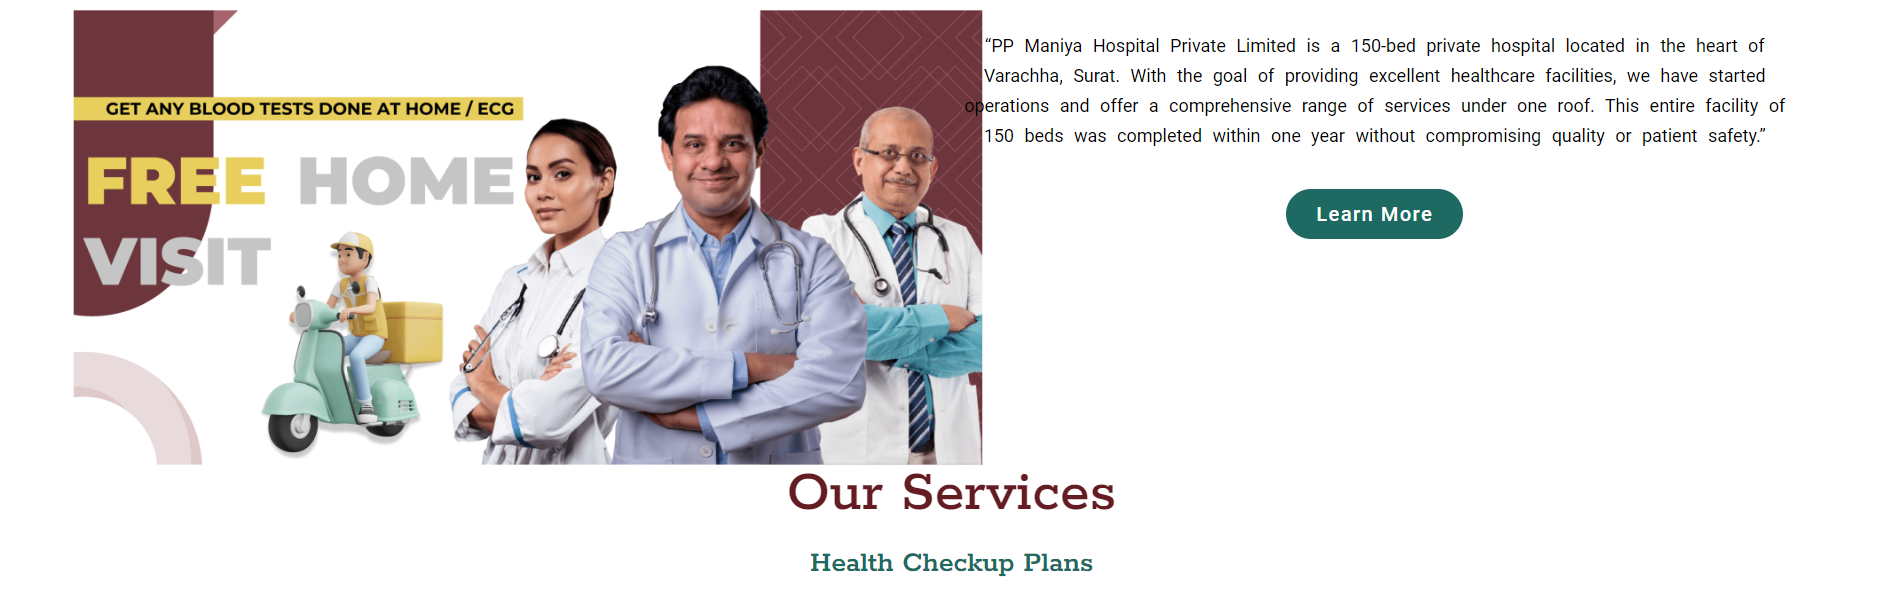 GET ANY BLOOD TESTS DONE AT HOME / ECG
FREE HOME
VISIT
“PP Maniya Hospital Private Limited is a 150-bed private hospital located in the heart of
Varachha, Surat. With the goal of providing excellent healthcare facilities, we have started
operations and offer a comprehensive range of services under one roof. This entire facility of
150 beds was completed within one year without compromising quality or patient safety.”
Learn More
Our Services
Health Checkup Plans